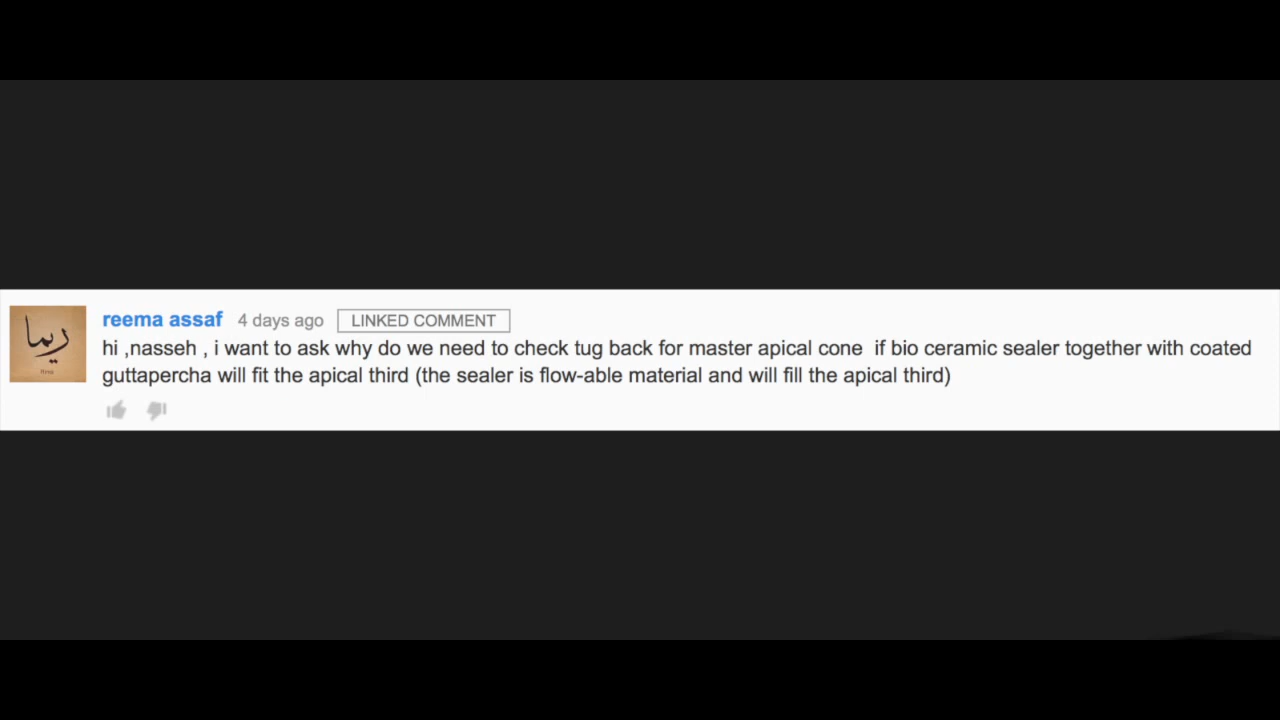 ريما
reema assaf 4 days ago LINKED COMMENT
hi ,nasseh , i want to ask why do we need to check tug back for master apical cone  if bio ceramic sealer together with coated
guttapercha will fit the apical third (the sealer is flow-able material and will fill the apical third)